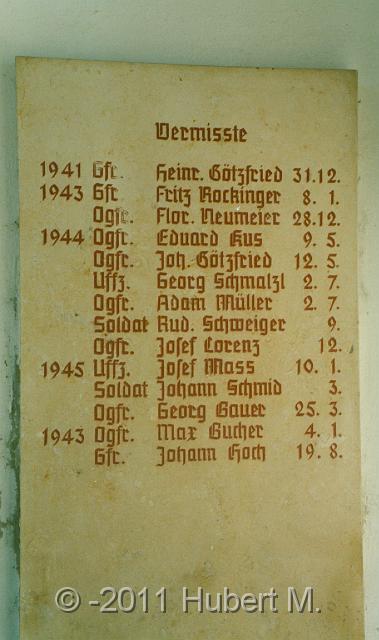 Vermisste
1941 Gfr. Heinr. Götzfried 31.12.
1943 Gfr. Fritz Rockinger 8. 1.
Ogfr. Flor. Neumeier 28.12.
1944 Ogfr. Eduard Kus 9. 5.
Ogfr. Joh. Götzfried 12. 5.
Uffz. Georg Schmalzl 2. 7.
Ogfr. Adam Müller 2. 7.
Soldat Rud. Schweiger 9.
Ogfr. Josef Lorenz 12.
1945 Uffz. Josef Mass 10. 1.
Soldat Johann Schmid 3.
Ogfr. Georg Bauer 25. 3.
1943 Ogfr. Max Bucher 4. 1.
Gfr. Johann Hoch 19. 8.
© -2011 Hubert M.